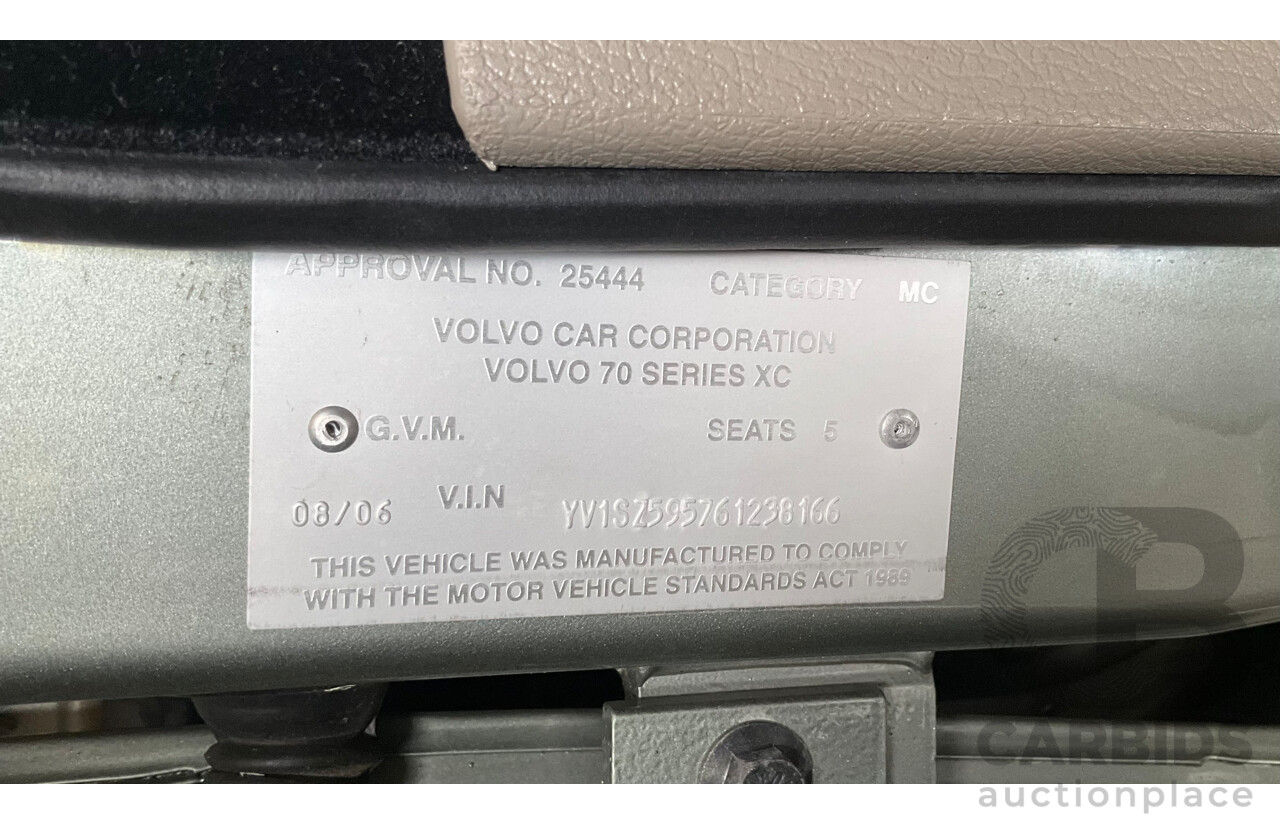 APPROVAL NO. 25444 CATEGORY MC
VOLVO CAR CORPORATION
VOLVO 70 SERIES XC
G.V.M. SEATS 5
08/06 V.I.N YV1SZ595761238166
THIS VEHICLE WAS MANUFACTURED TO COMPLY
WITH THE MOTOR VEHICLE STANDARDS ACT 1989
CB
CARBIDS
auctionplace